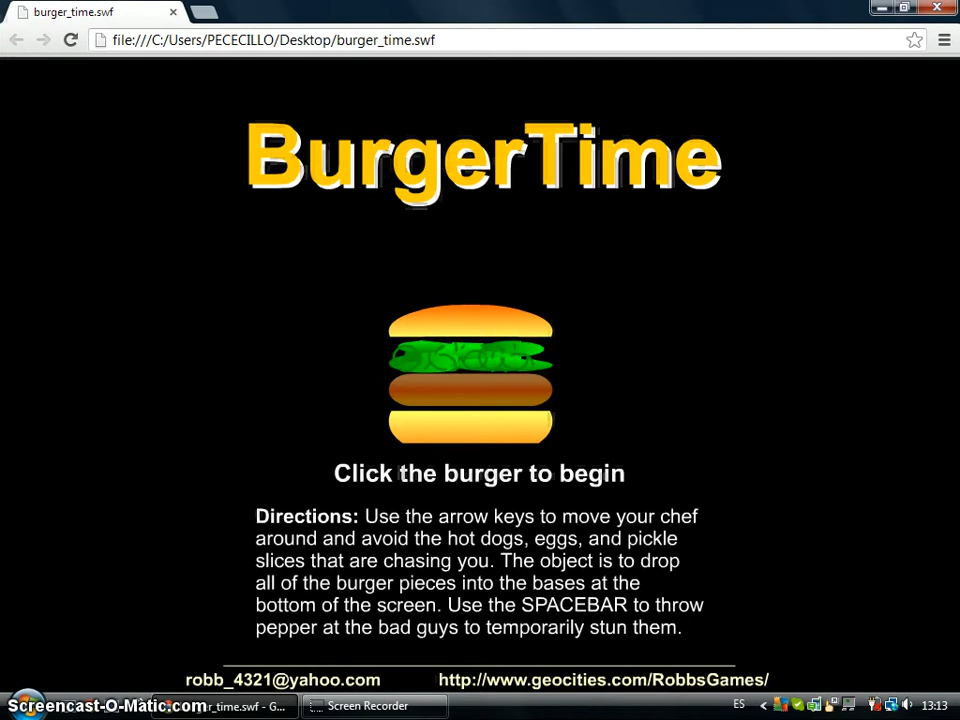 burger_time.swf
file:///C:/Users/PECECILLO/Desktop/burger_time.swf
BurgerTime
Click the burger to begin
Directions: Use the arrow keys to move your chef
around and avoid the hot dogs, eggs, and pickle
slices that are chasing you. The object is to drop
all of the burger pieces into the bases at the
bottom of the screen. Use the SPACEBAR to throw
pepper at the bad guys to temporarily stun them.
robb_4321@yahoo.com http://www.geocities.com/RobbsGames/
Screencast-O-Matic.com er_time.swf - G... Screen Recorder ES 13:13